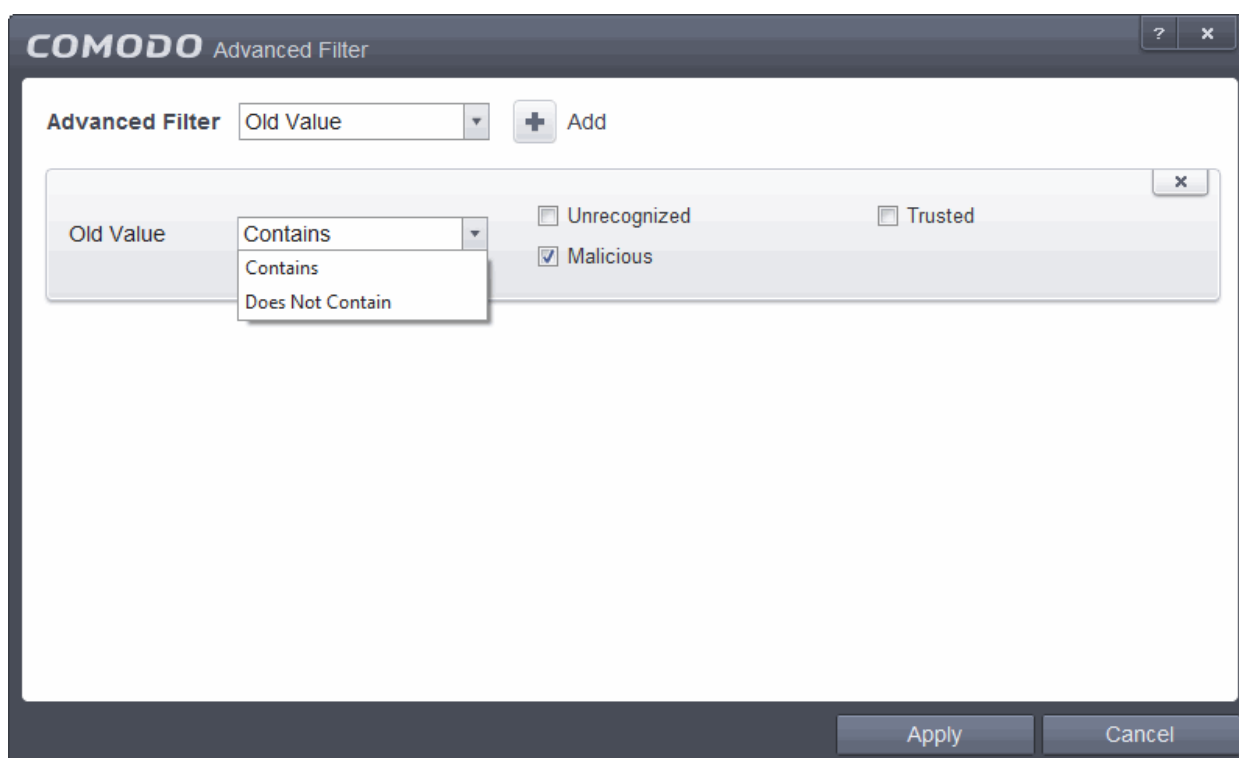 COMODO Advanced Filter
? x
Advanced Filter Old Value + Add
x
Unrecognized Trusted
Old Value Contains
Malicious
Contains
Does Not Contain
Apply Cancel